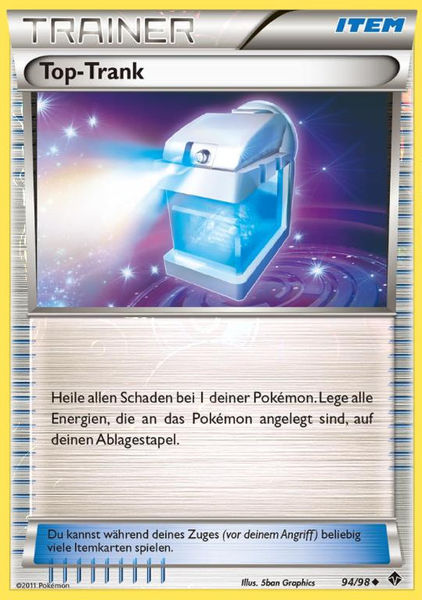 TRAINER
ITEM
Top-Trank
Heile allen Schaden bei 1 deiner Pokémon. Lege alle
Energien, die an das Pokémon angelegt sind, auf
deinen Ablagestapel.
Du kannst während deines Zuges (vor deinem Angriff) beliebig
viele Itemkarten spielen.
©2011 Pokémon
Illus. 5ban Graphics
94/98